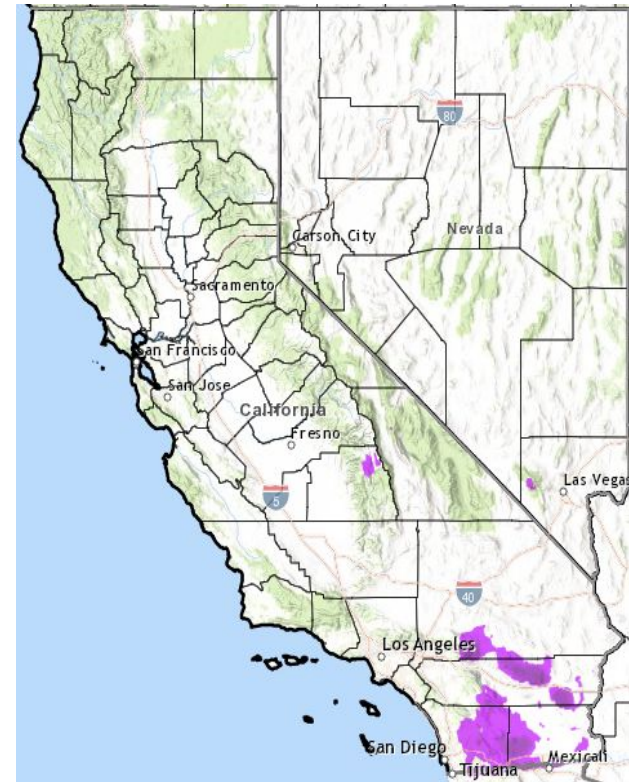 80
Nevada
Carson City
Sacramento
San Francisco
San Jose
California
Fresno
5
Las Vegas
40
Los Angeles
San Diego
Tijuana
Mexicali